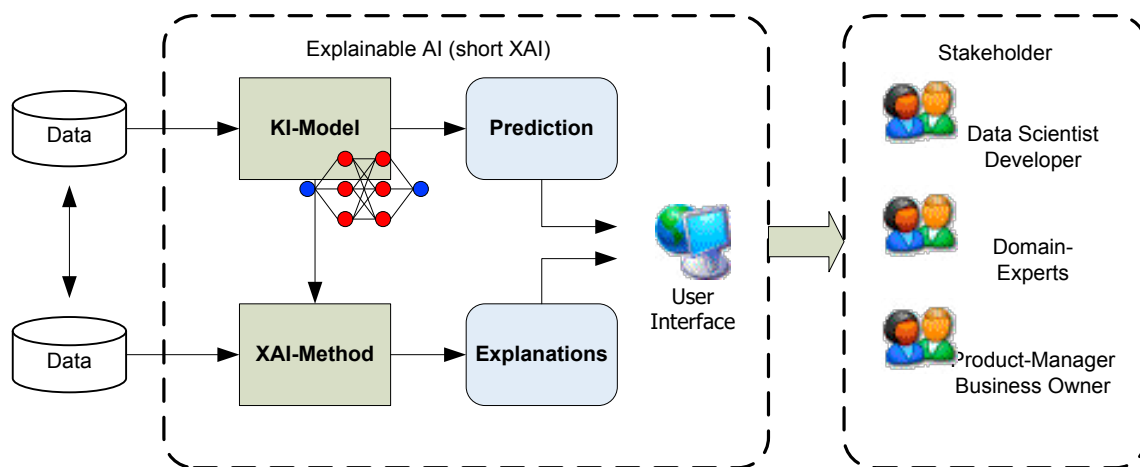 Explainable AI (short XAI)
Data
KI-Model
Prediction
Data
XAI-Method
Explanations
User
Interface
Stakeholder
Data Scientist
Developer
Domain-
Experts
Product-Manager
Business Owner